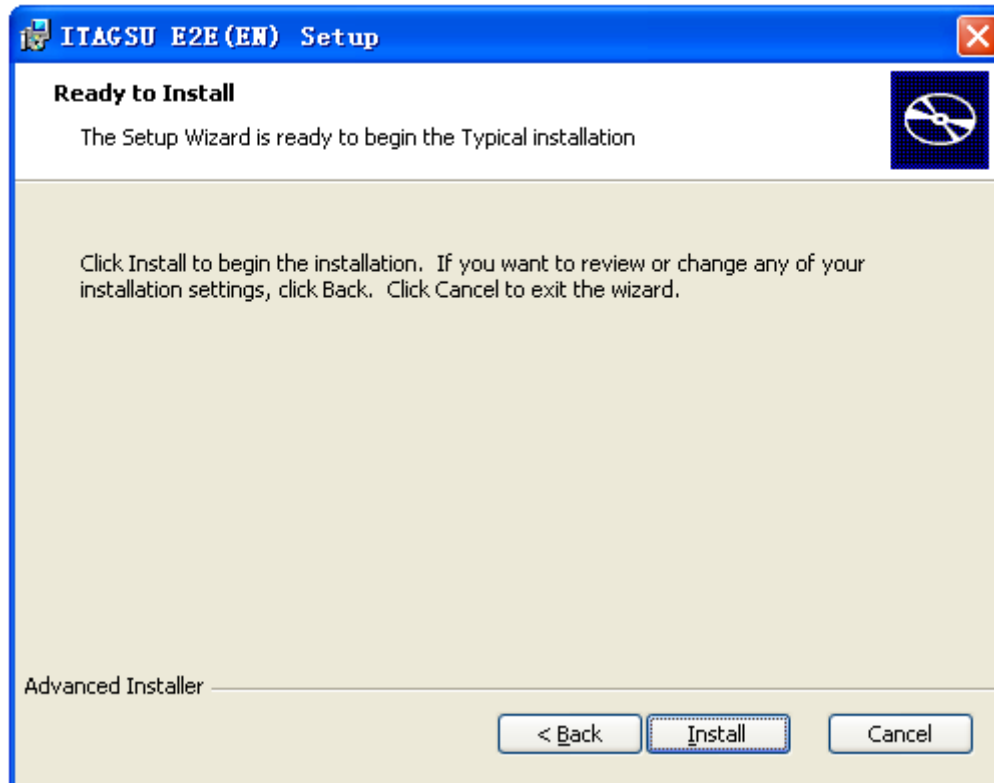 ITAGSU E2E(EN) Setup
Ready to Install
The Setup Wizard is ready to begin the Typical installation
Click Install to begin the installation.  If you want to review or change any of your
installation settings, click Back.  Click Cancel to exit the wizard.
Advanced Installer
< Back
Install
Cancel